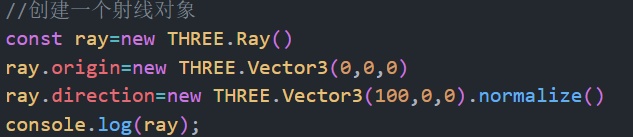 //创建一个射线对象
const ray=new THREE.Ray()
ray.origin=new THREE.Vector3(0,0,0)
ray.direction=new THREE.Vector3(100,0,0).normalize()
console.log(ray);